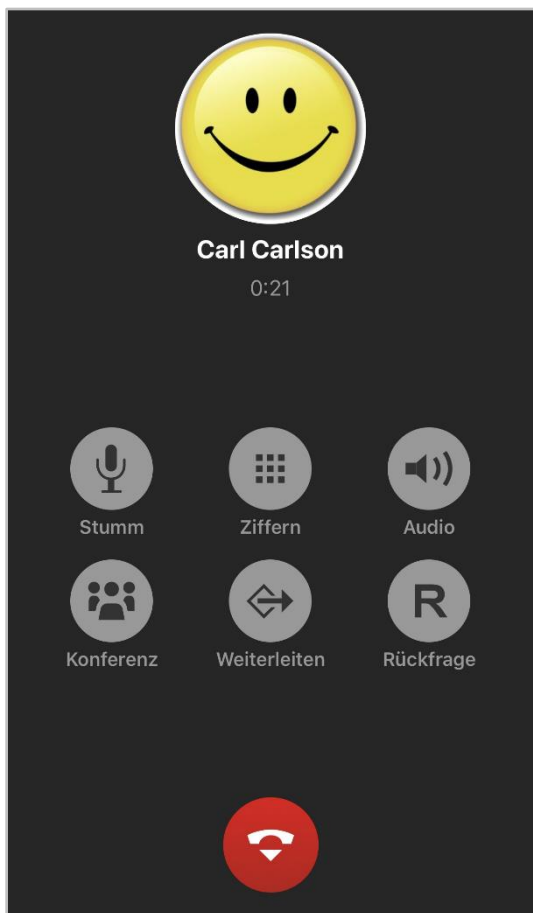 Carl Carlson
0:21
Stumm Ziffern Audio
R
Konferenz Weiterleiten Rückfrage